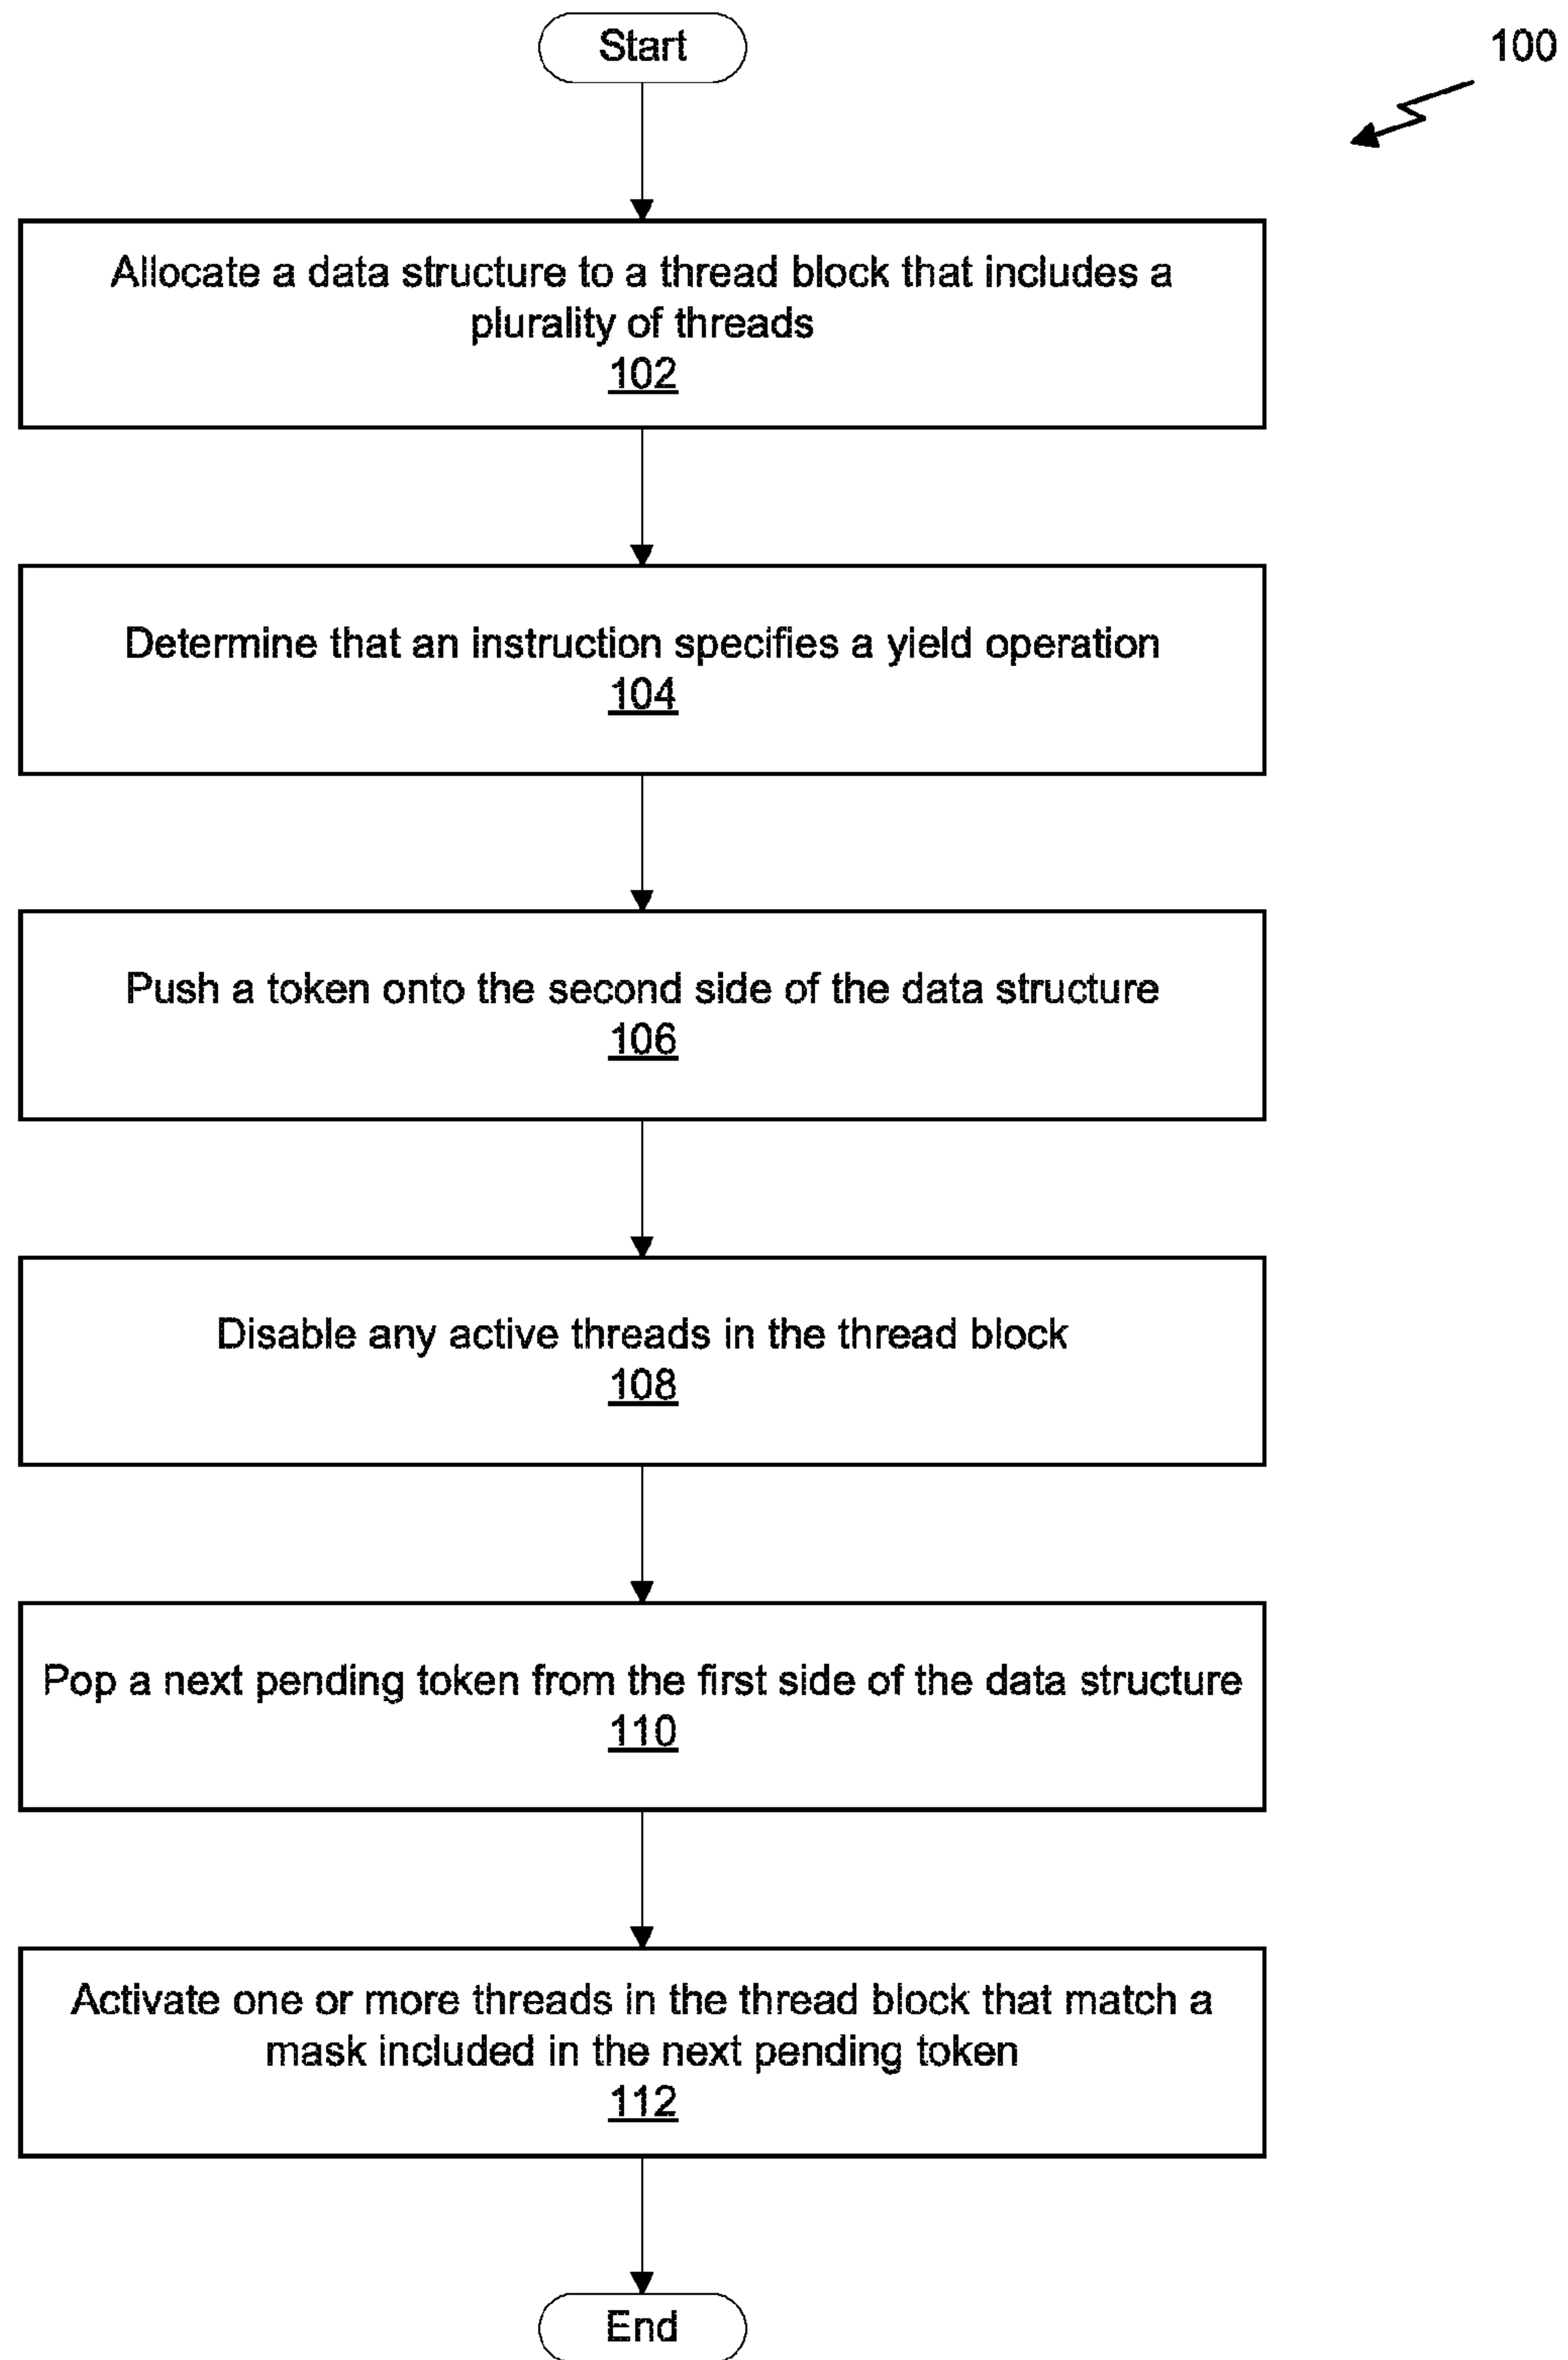 Start
100
Allocate a data structure to a thread block that includes a
plurality of threads
102
Determine that an instruction specifies a yield operation
104
Push a token onto the second side of the data structure
106
Disable any active threads in the thread block
108
Pop a next pending token from the first side of the data structure
110
Activate one or more threads in the thread block that match a
mask included in the next pending token
112
End